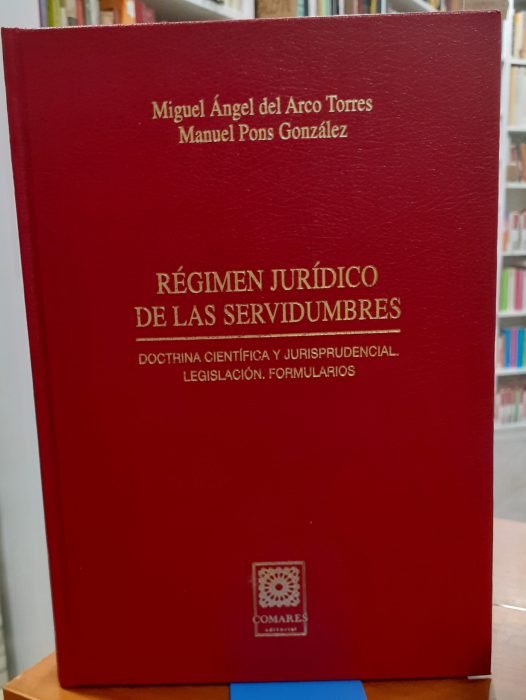 Miguel Ángel del Arco Torres
Manuel Pons González
RÉGIMEN JURÍDICO
DE LAS SERVIDUMBRES
DOCTRINA CIENTÍFICA Y JURISPRUDENCIAL.
LEGISLACIÓN. FORMULARIOS
COMARES
editorial